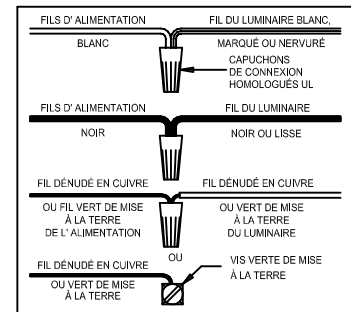 FILS D' ALIMENTATION
FIL DU LUMINAIRE BLANC,
BLANC
MARQUÉ OU NERVURÉ
CAPUCHONS
DE CONNEXION
HOMOLOGUÉS UL
FILS D' ALIMENTATION
FIL DU LUMINAIRE
NOIR
NOIR OU LISSE
FIL DÉNUDÉ EN CUIVRE
FIL DÉNUDÉ EN CUIVRE
OU FIL VERT DE MISE
À LA TERRE
DE L' ALIMENTATION
OU VERT DE MISE
À LA TERRE
DU LUMINAIRE
OU
FIL DÉNUDÉ EN CUIVRE
OU VERT DE MISE
À LA TERRE
VIS VERTE DE MISE
À LA TERRE